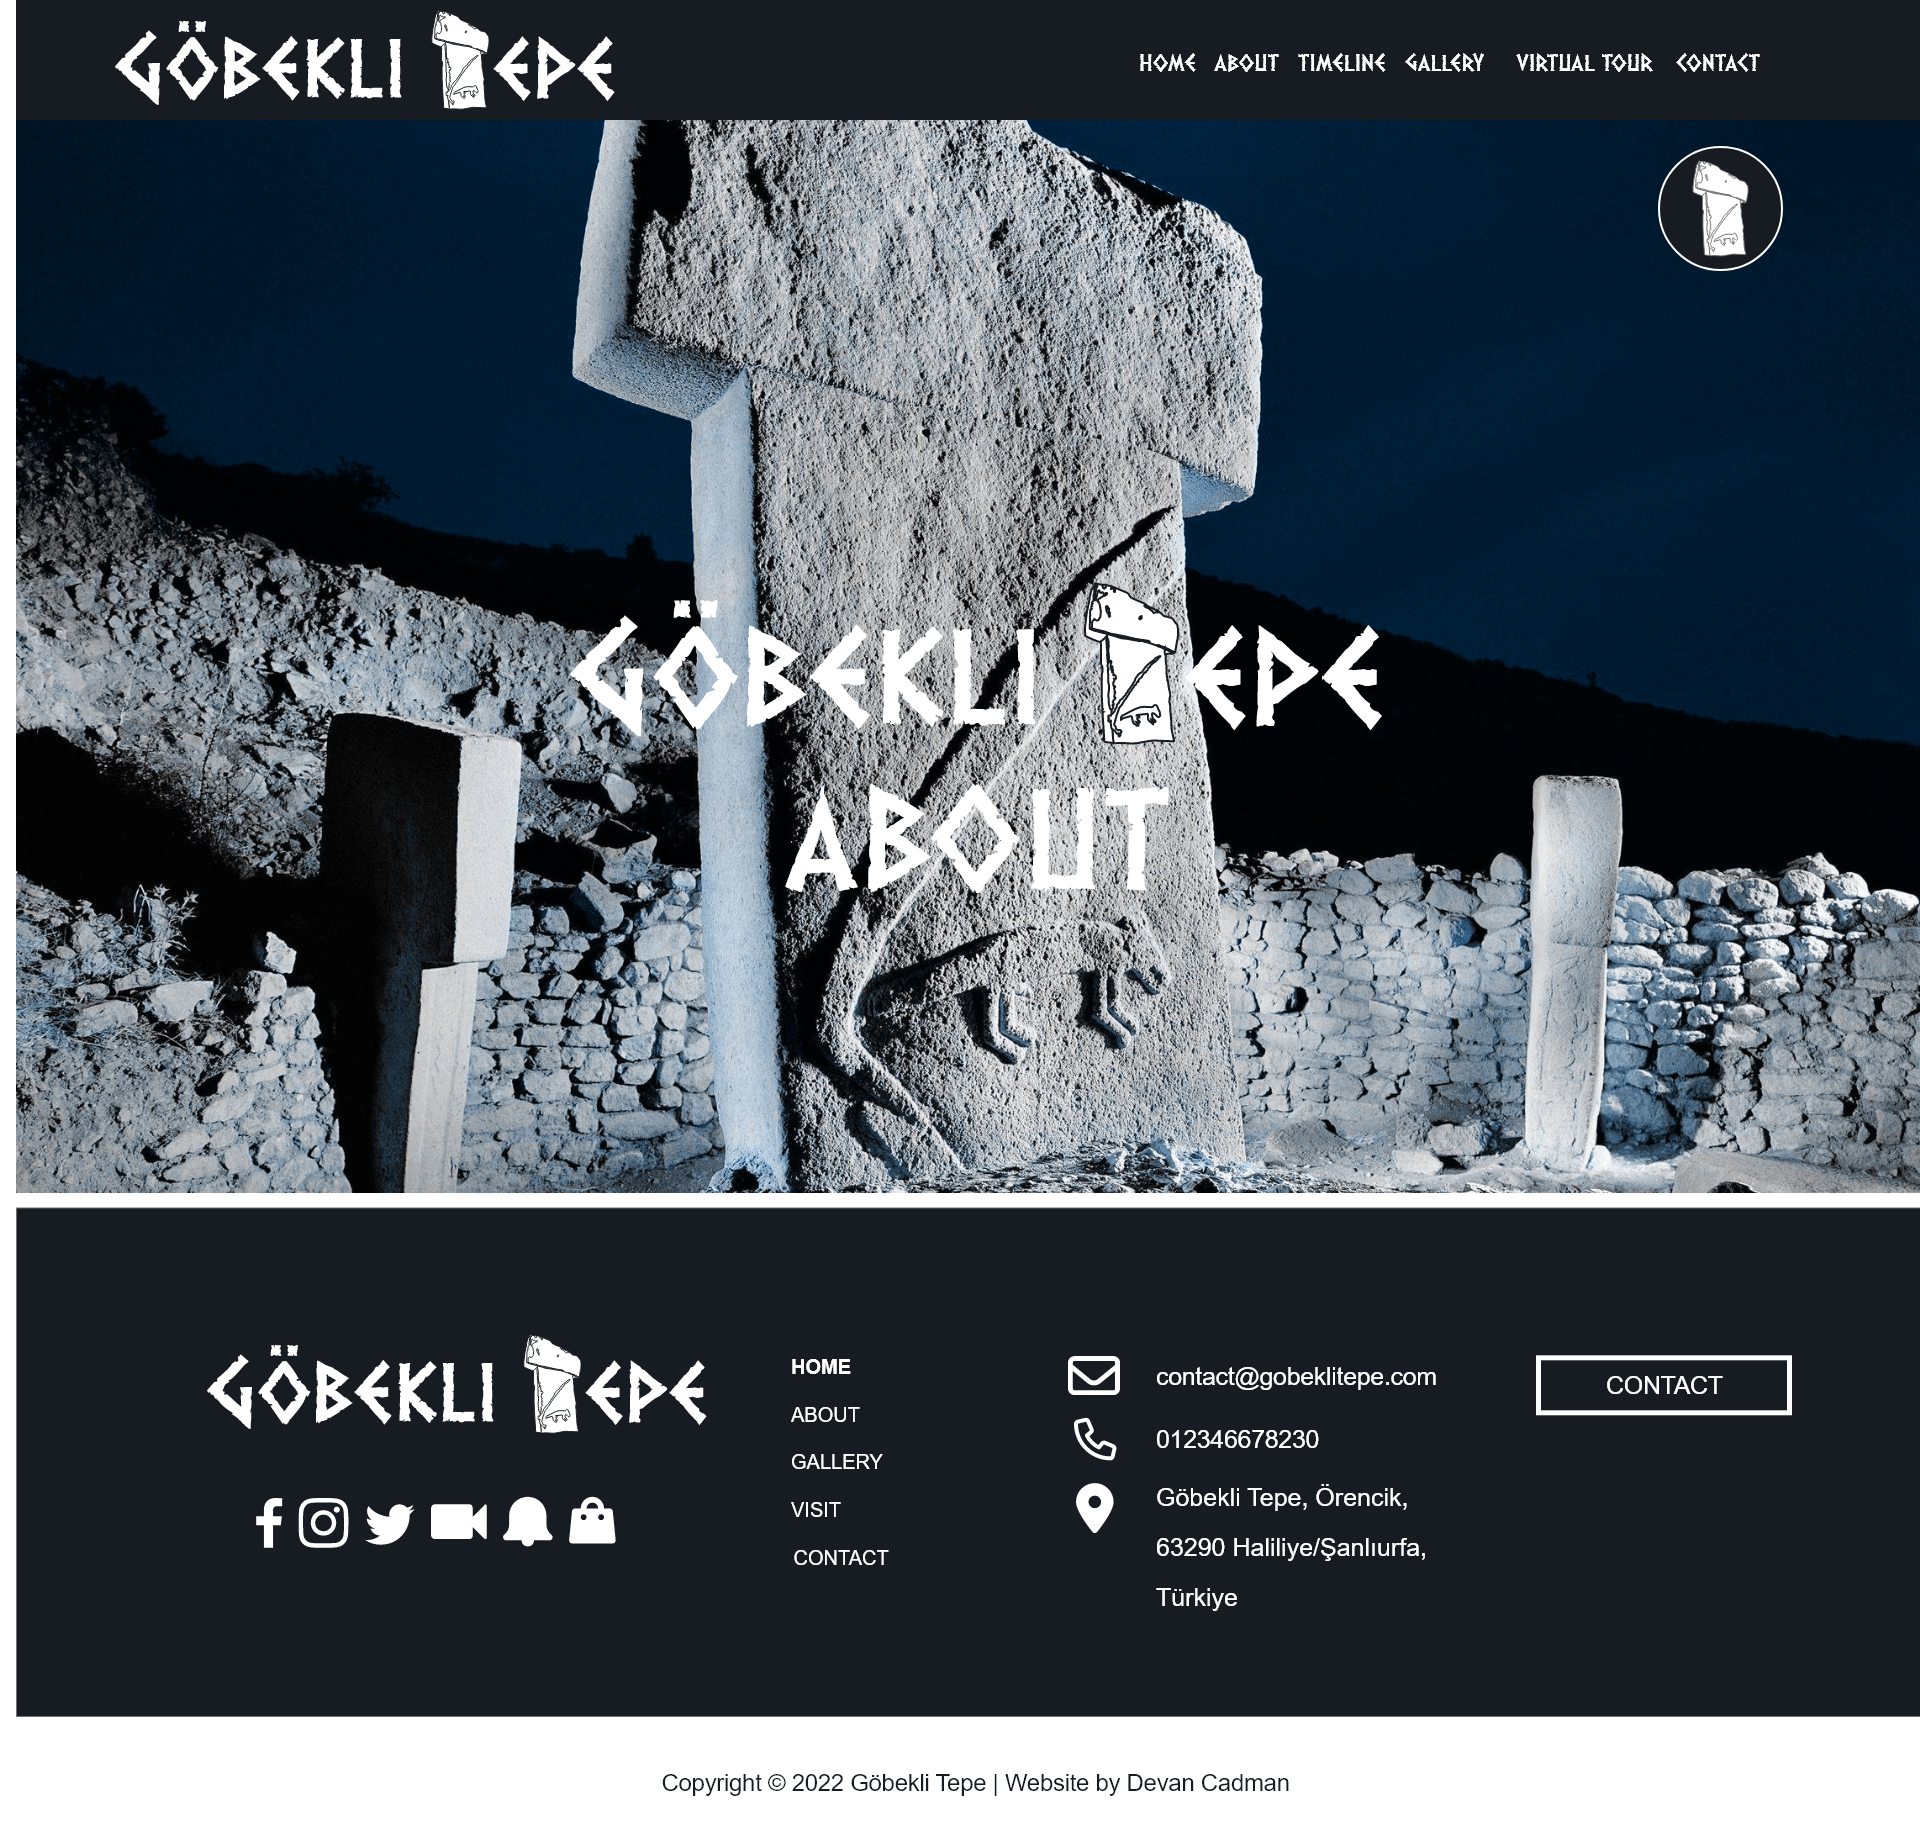 GÖBEKLI TEPE
HOME ABOUT TIMELINE GALLERY VIRTUAL TOUR CONTACT
GÖBEKLI TEPE
ABOUT
GÖBEKLI TEPE
HOME
ABOUT
GALLERY
VISIT
CONTACT
contact@gobeklitepe.com
012346678230
Göbekli Tepe, Örencik,
63290 Haliliye/Şanlıurfa,
Türkiye
CONTACT
Copyright © 2022 Göbekli Tepe | Website by Devan Cadman